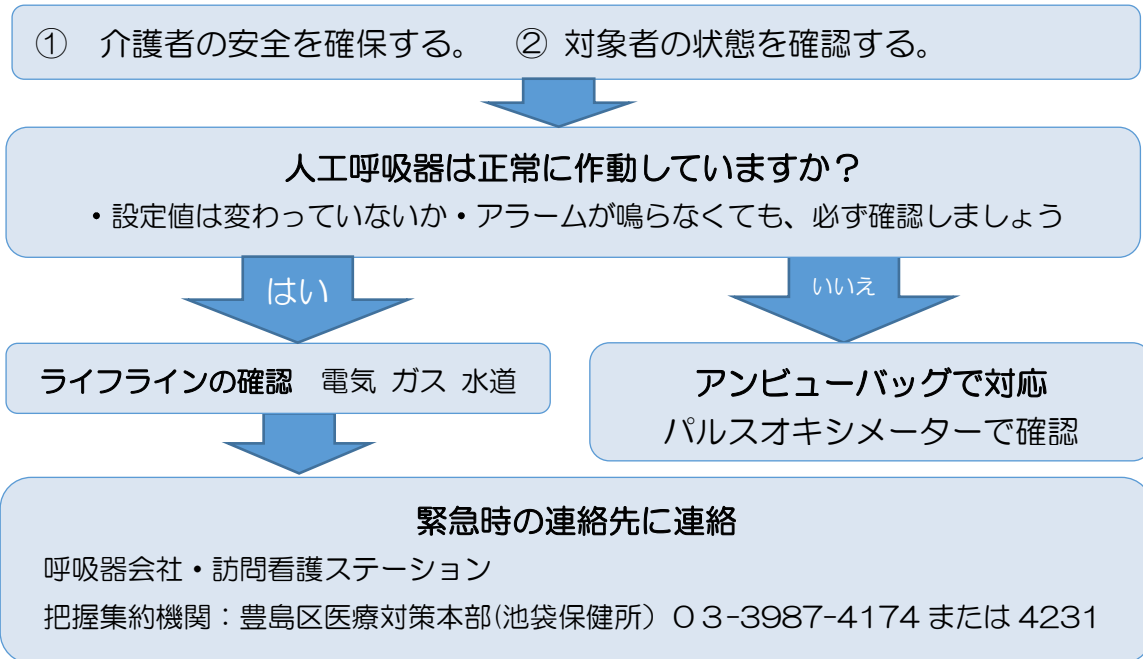 ① 介護者の安全を確保する。 ② 対象者の状態を確認する。
人工呼吸器は正常に作動していますか？
・設定値は変わっていないか・アラームが鳴らなくても、必ず確認しましょう
はい
いいえ
ライフラインの確認 電気 ガス 水道
アンビューバッグで対応
パルスオキシメーターで確認
緊急時の連絡先に連絡
呼吸器会社・訪問看護ステーション
把握集約機関：豊島区医療対策本部(池袋保健所）０３-3987-4174 または 4231